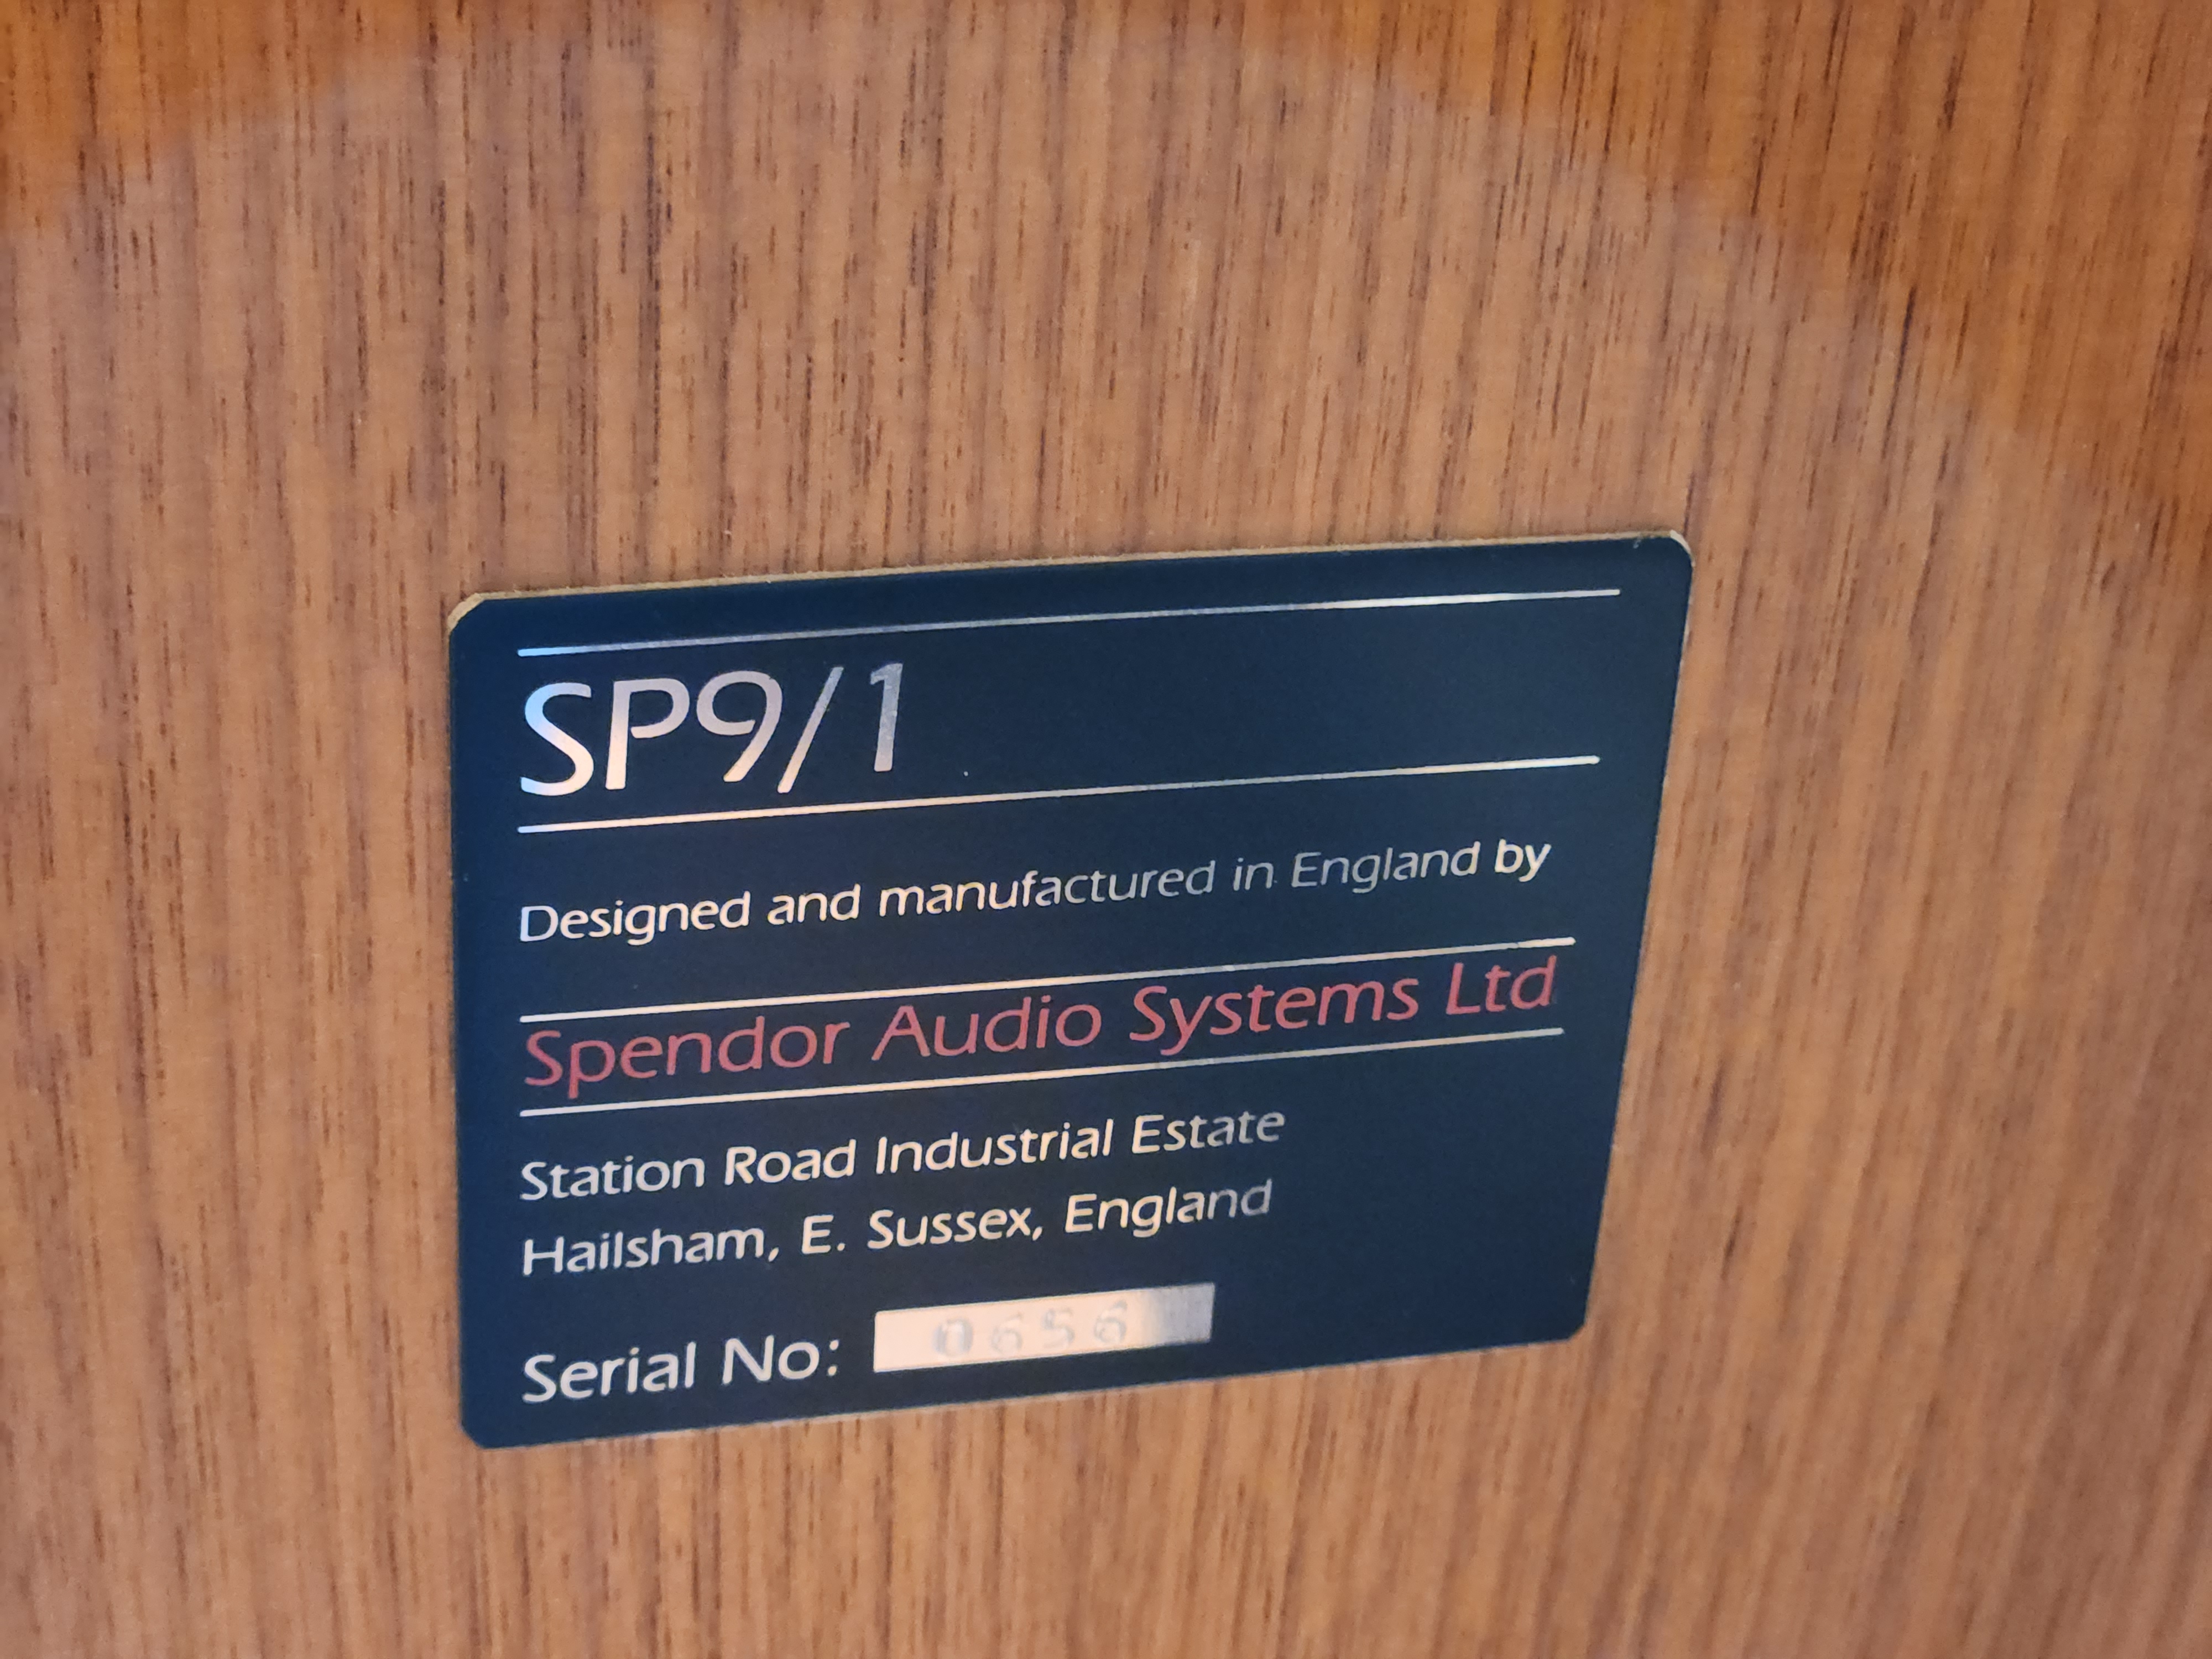 SP9/1
Designed and manufactured in England by
Spendor Audio Systems Ltd
Station Road Industrial Estate
Hailsham, E. Sussex, England
Serial No: 0656